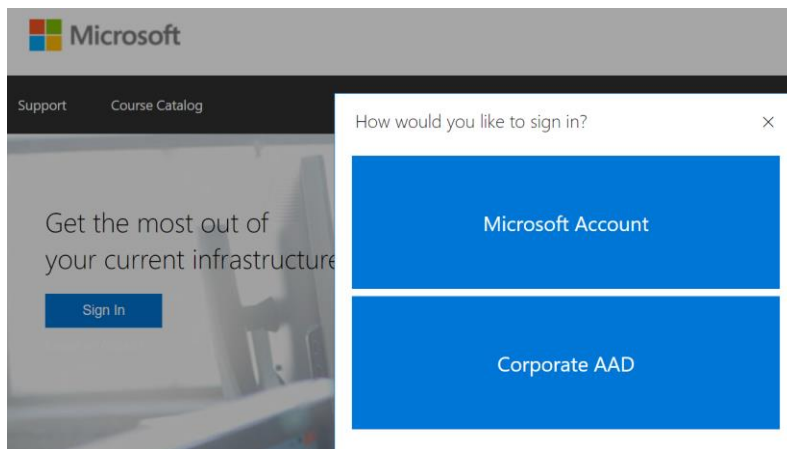 Microsoft
Support Course Catalog
Get the most out of
your current infrastructure
Sign In
How would you like to sign in?
Microsoft Account
Corporate AAD